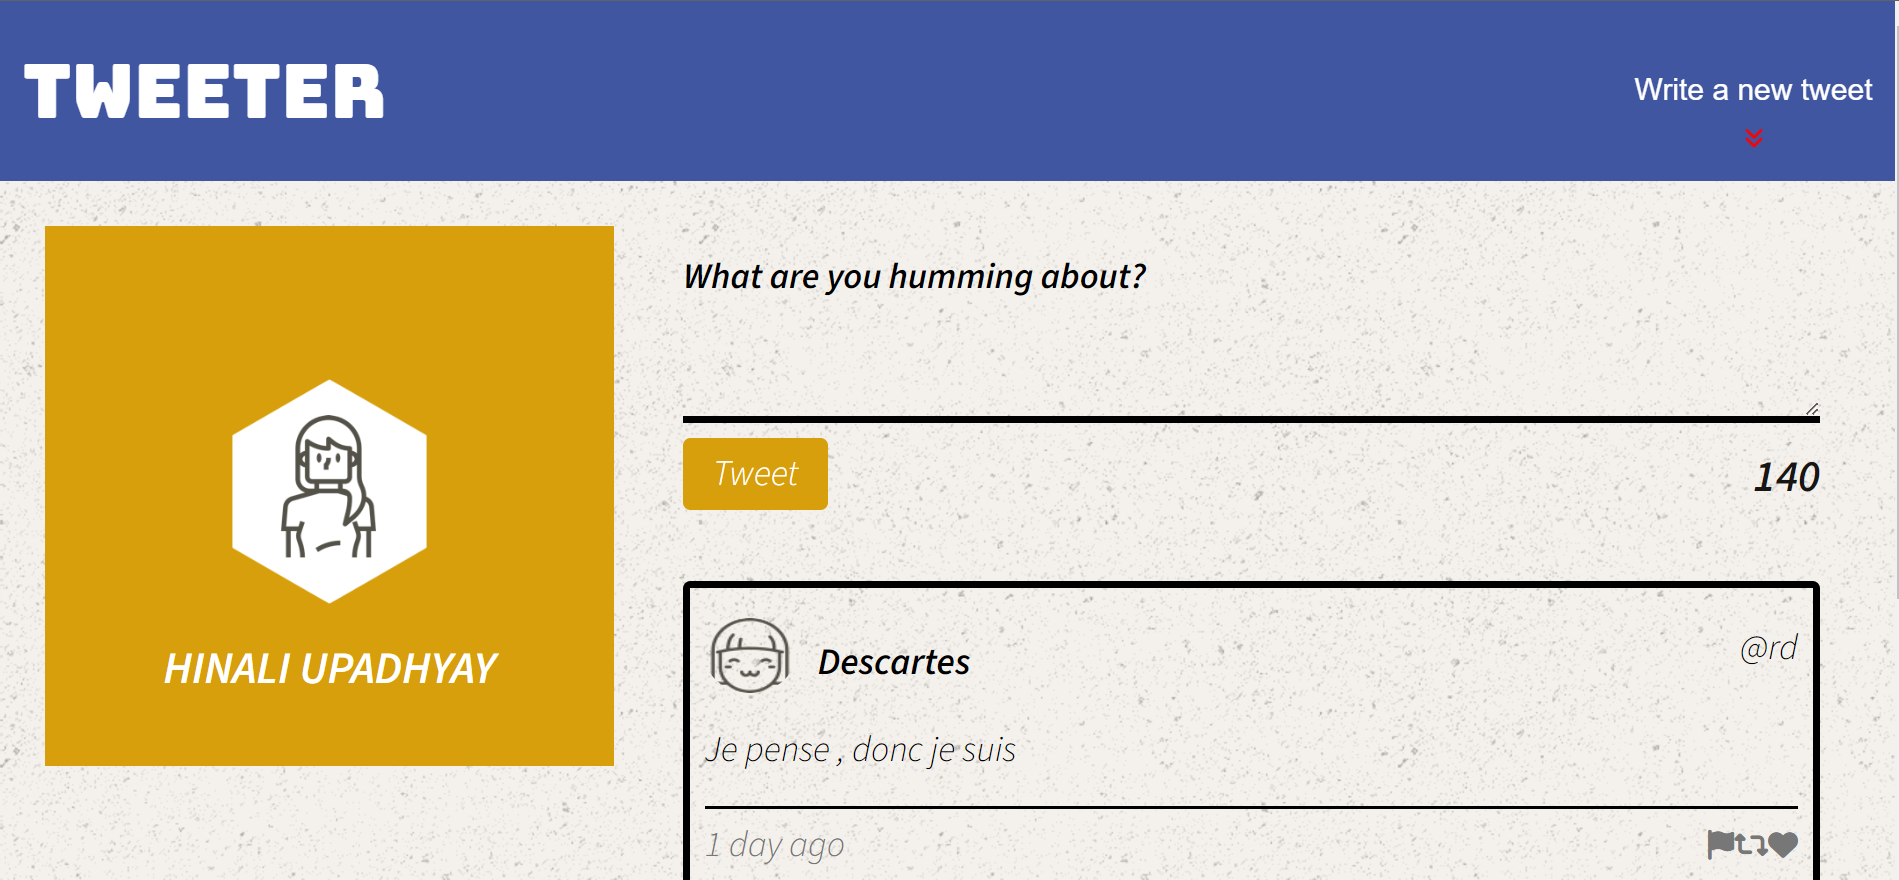 TWEETER
Write a new tweet
HINALI UPADHYAY
What are you humming about?
Tweet
140
Descartes
@rd
Je pense , donc je suis
1 day ago